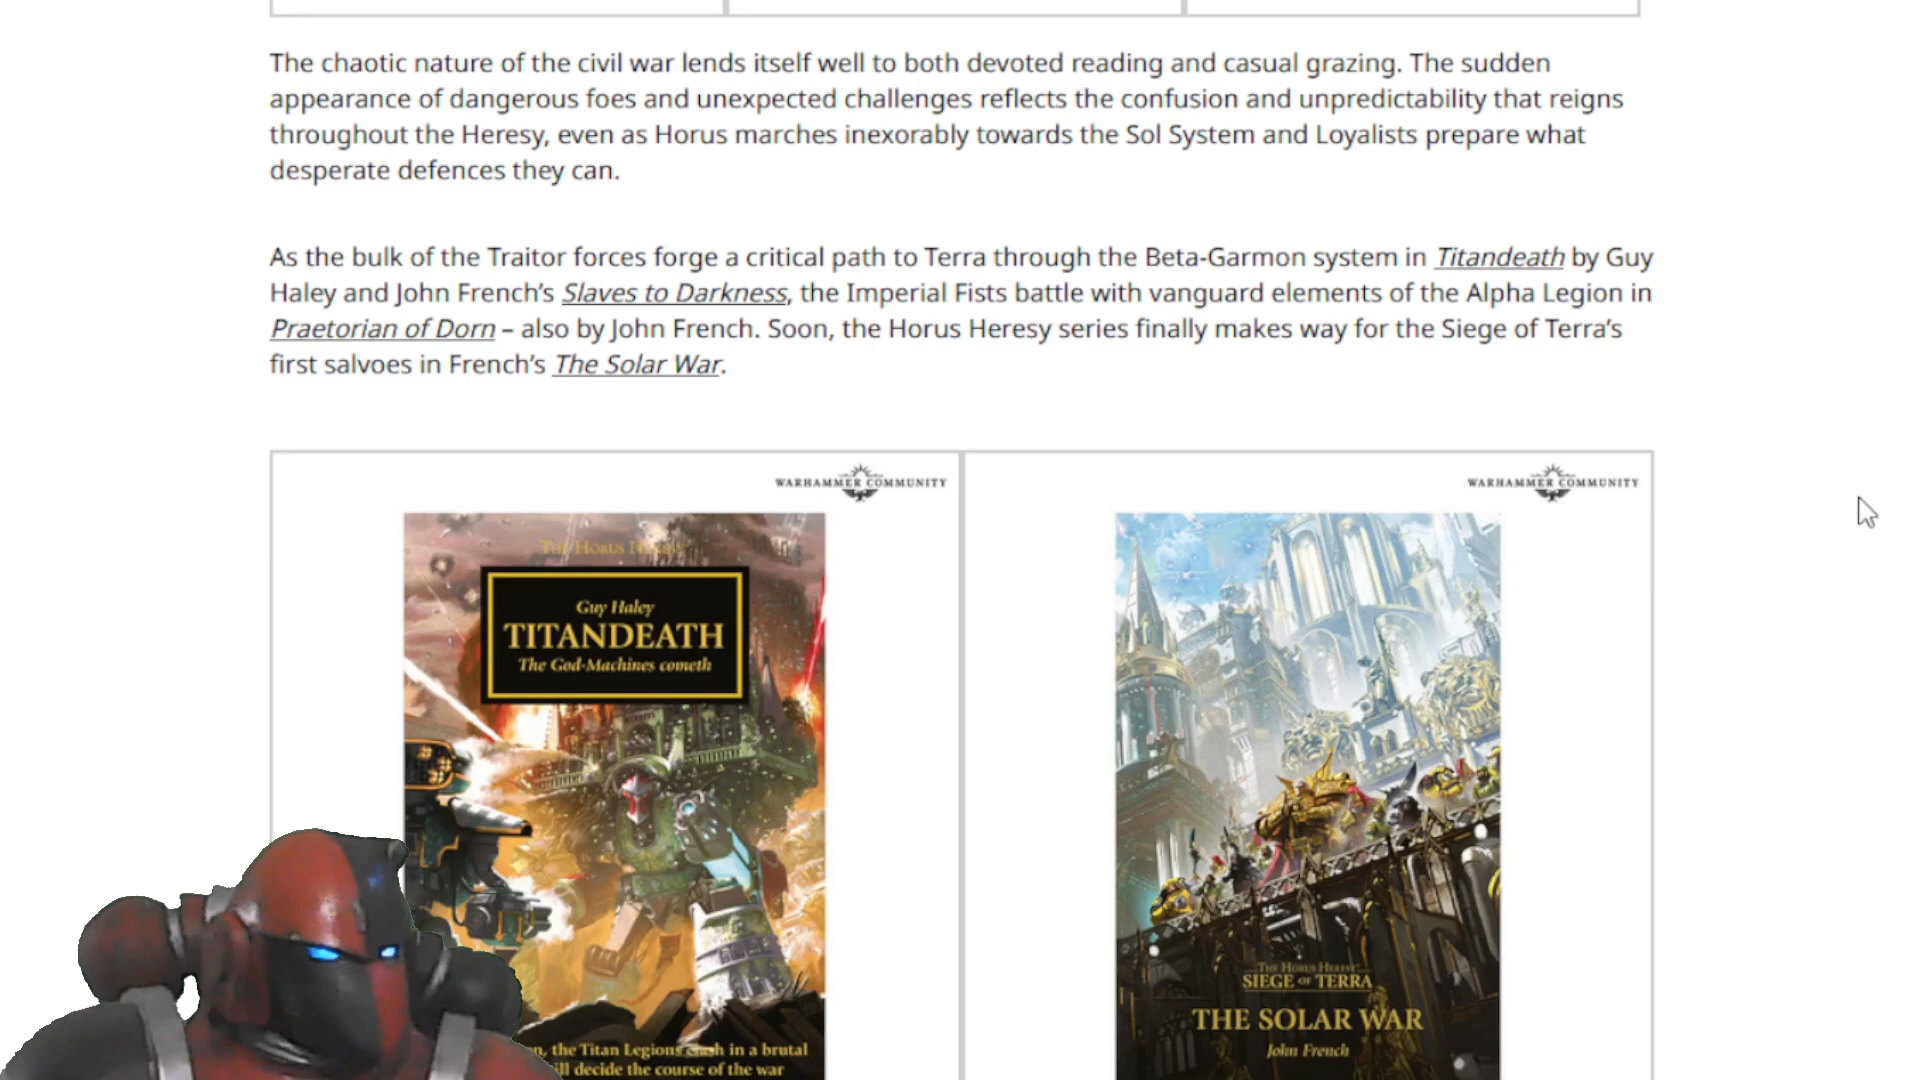 The chaotic nature of the civil war lends itself well to both devoted reading and casual grazing. The sudden
appearance of dangerous foes and unexpected challenges reflects the confusion and unpredictability that reigns
throughout the Heresy, even as Horus marches inexorably towards the Sol System and Loyalists prepare what
desperate defences they can.
As the bulk of the Traitor forces forge a critical path to Terra through the Beta-Garmon system in Titandeath by Guy
Haley and John French’s Slaves to Darkness, the Imperial Fists battle with vanguard elements of the Alpha Legion in
Praetorian of Dorn – also by John French. Soon, the Horus Heresy series finally makes way for the Siege of Terra’s
first salvoes in French’s The Solar War.
WARHAMMER COMMUNITY
The Horus
Guy Haley
TITANDEATH
The God-Machines cometh
the Titan Legions clash in a brutal
decide the course of the war
WARHAMMER COMMUNITY
The Horus Heresy
SIEGE OF TERRA
THE SOLAR WAR
John French